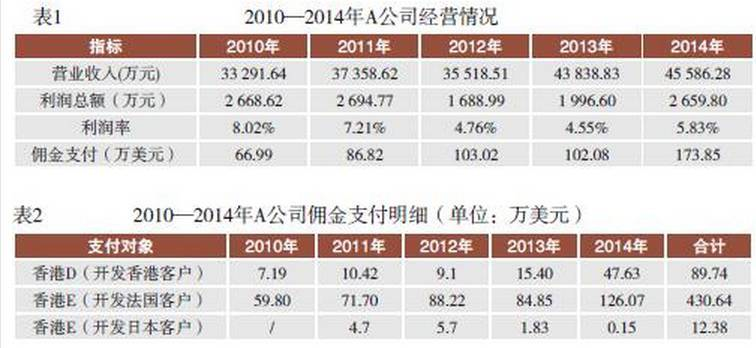 表1 2010—2014年A公司经营情况
指标 2010年 2011年 2012年 2013年 2014年
营业收入(万元) 33 291.64 37 358.62 35 518.51 43 838.83 45 586.28
利润总额（万元） 2 668.62 2 694.77 1 688.99 1 996.60 2 659.80
利润率 8.02% 7.21% 4.76% 4.55% 5.83%
佣金支付（万美元） 66.99 86.82 103.02 102.08 173.85
表2 2010—2014年A公司佣金支付明细（单位：万美元）
支付对象 2010年 2011年 2012年 2013年 2014年 合计
香港D（开发香港客户） 7.19 10.42 9.1 15.40 47.63 89.74
香港E（开发法国客户） 59.80 71.70 88.22 84.85 126.07 430.64
香港E（开发日本客户） / 4.7 5.7 1.83 0.15 12.38